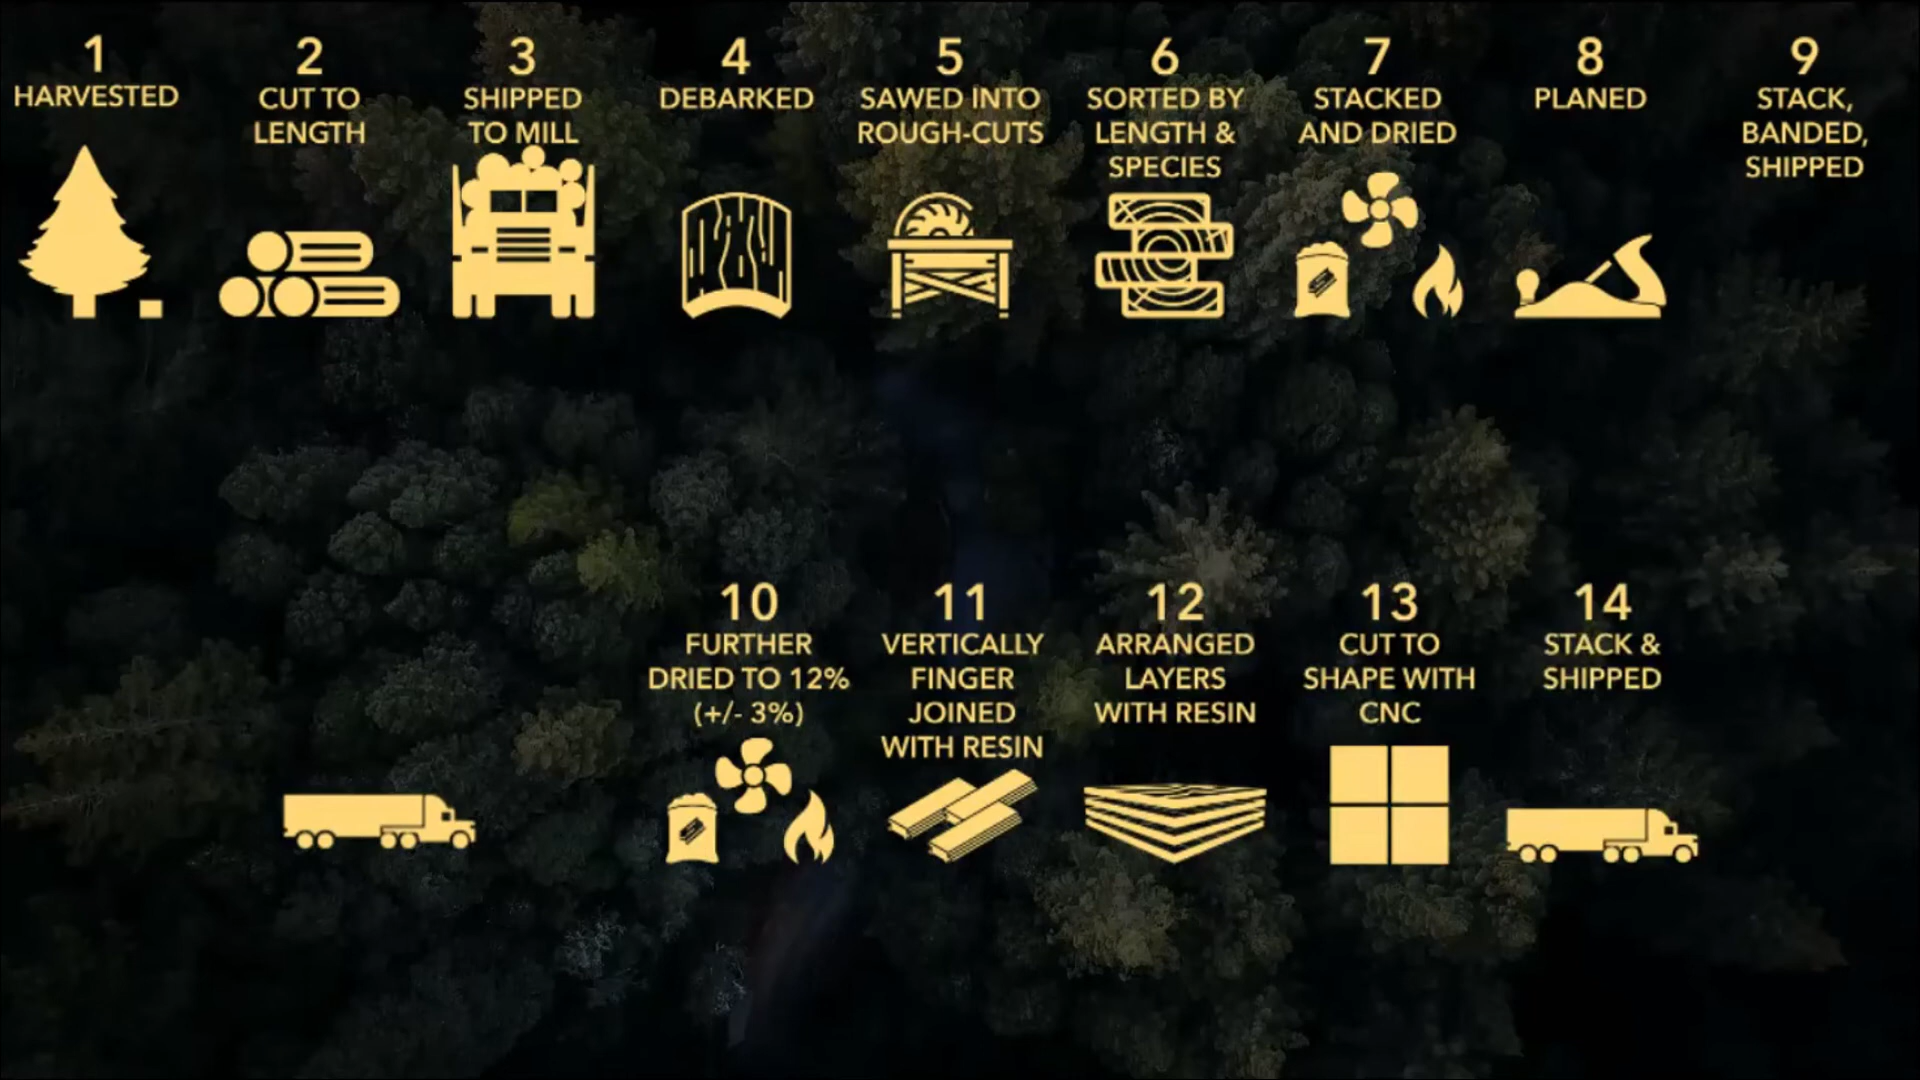 1
HARVESTED
2
CUT TO
LENGTH
3
SHIPPED
TO MILL
4
DEBARKED
5
SAWED INTO
ROUGH-CUTS
6
SORTED BY
LENGTH &
SPECIES
7
STACKED
AND DRIED
8
PLANED
9
STACK,
BANDED,
SHIPPED
10
FURTHER
DRIED TO 12%
(+/- 3%)
11
VERTICALLY
FINGER
JOINED
WITH RESIN
12
ARRANGED
LAYERS
WITH RESIN
13
CUT TO
SHAPE WITH
CNC
14
STACK &
SHIPPED